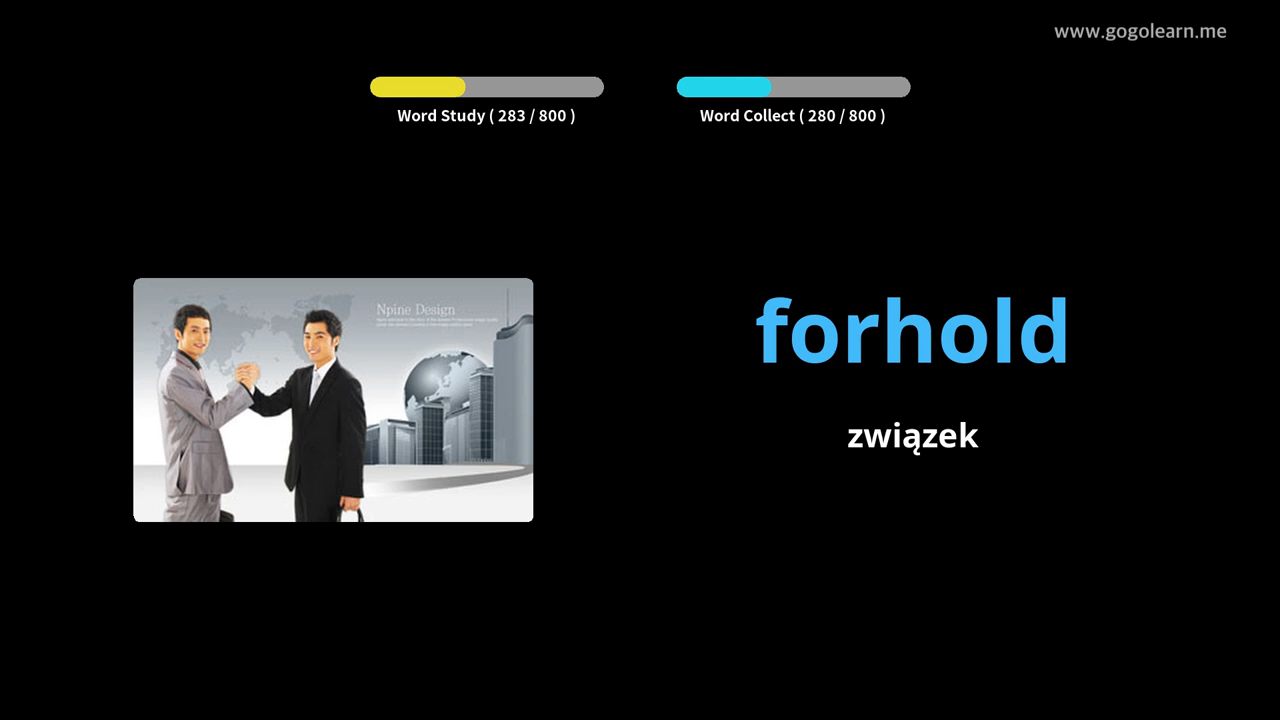 www.gogolearn.me
Word Study ( 283 / 800 )
Word Collect ( 280 / 800 )
Npine Design
forhold
związek